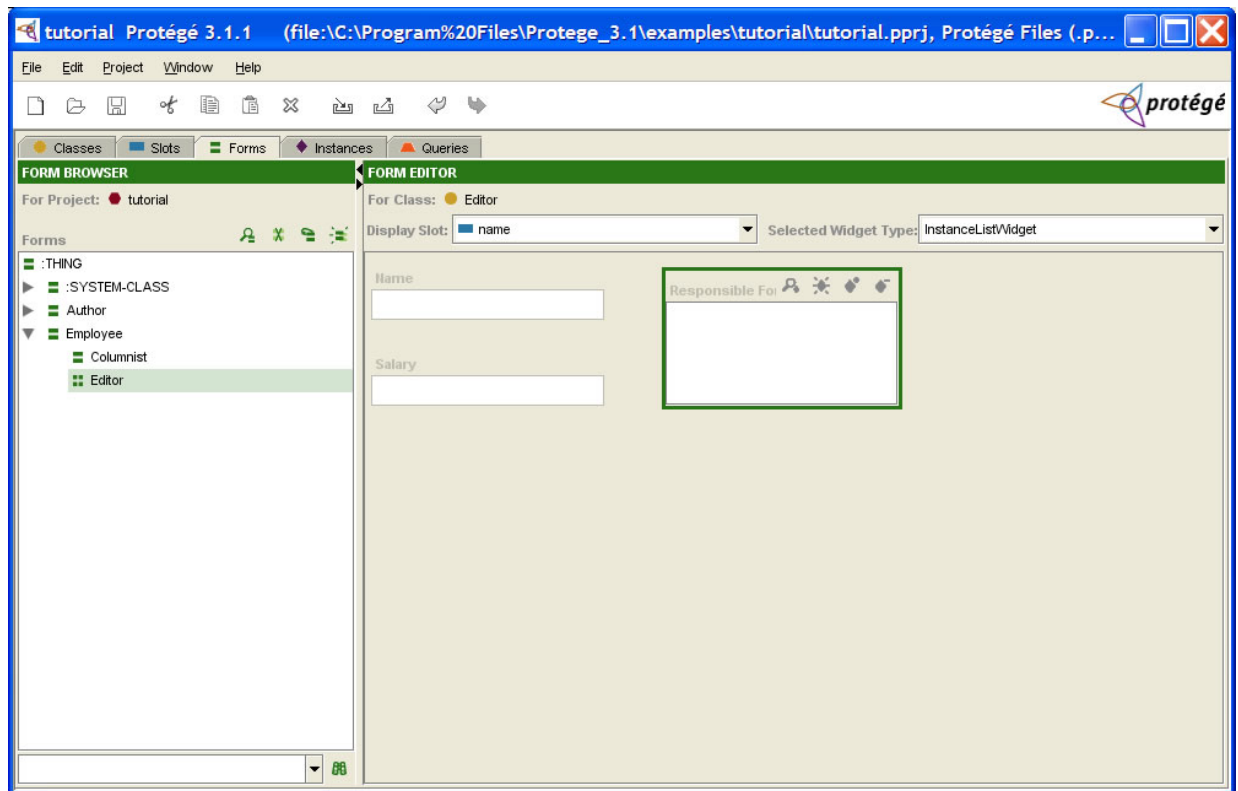 tutorial Protégé 3.1.1 (file:\C:\Program%20Files\Protege_3.1\examples\tutorial\tutorial.pprj, Protégé Files (.p...
File Edit Project Window Help
protégé
Classes Slots Forms Instances Queries
FORM BROWSER
FORM EDITOR
For Project: tutorial
For Class: Editor
Forms
Display Slot: name Selected Widget Type: InstanceListWidget
:THING
:SYSTEM-CLASS
Author
Employee
Columnist
Editor
Name
Responsible For
Salary